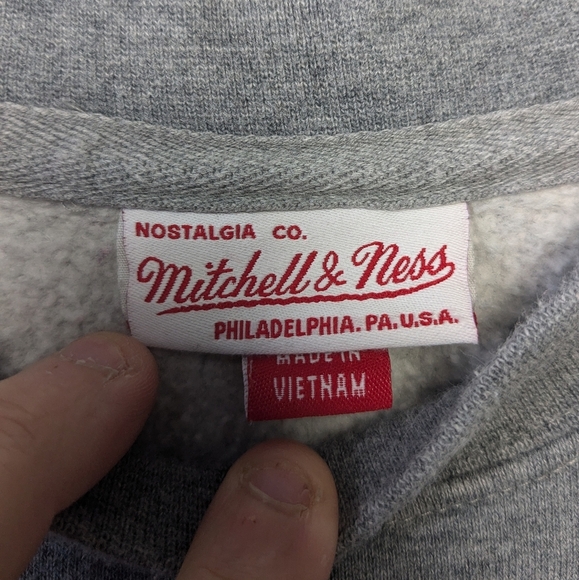 NOSTALGIA CO.
Mitchell & Ness
PHILADELPHIA. PA. U.S.A.
MADE IN
VIETNAM